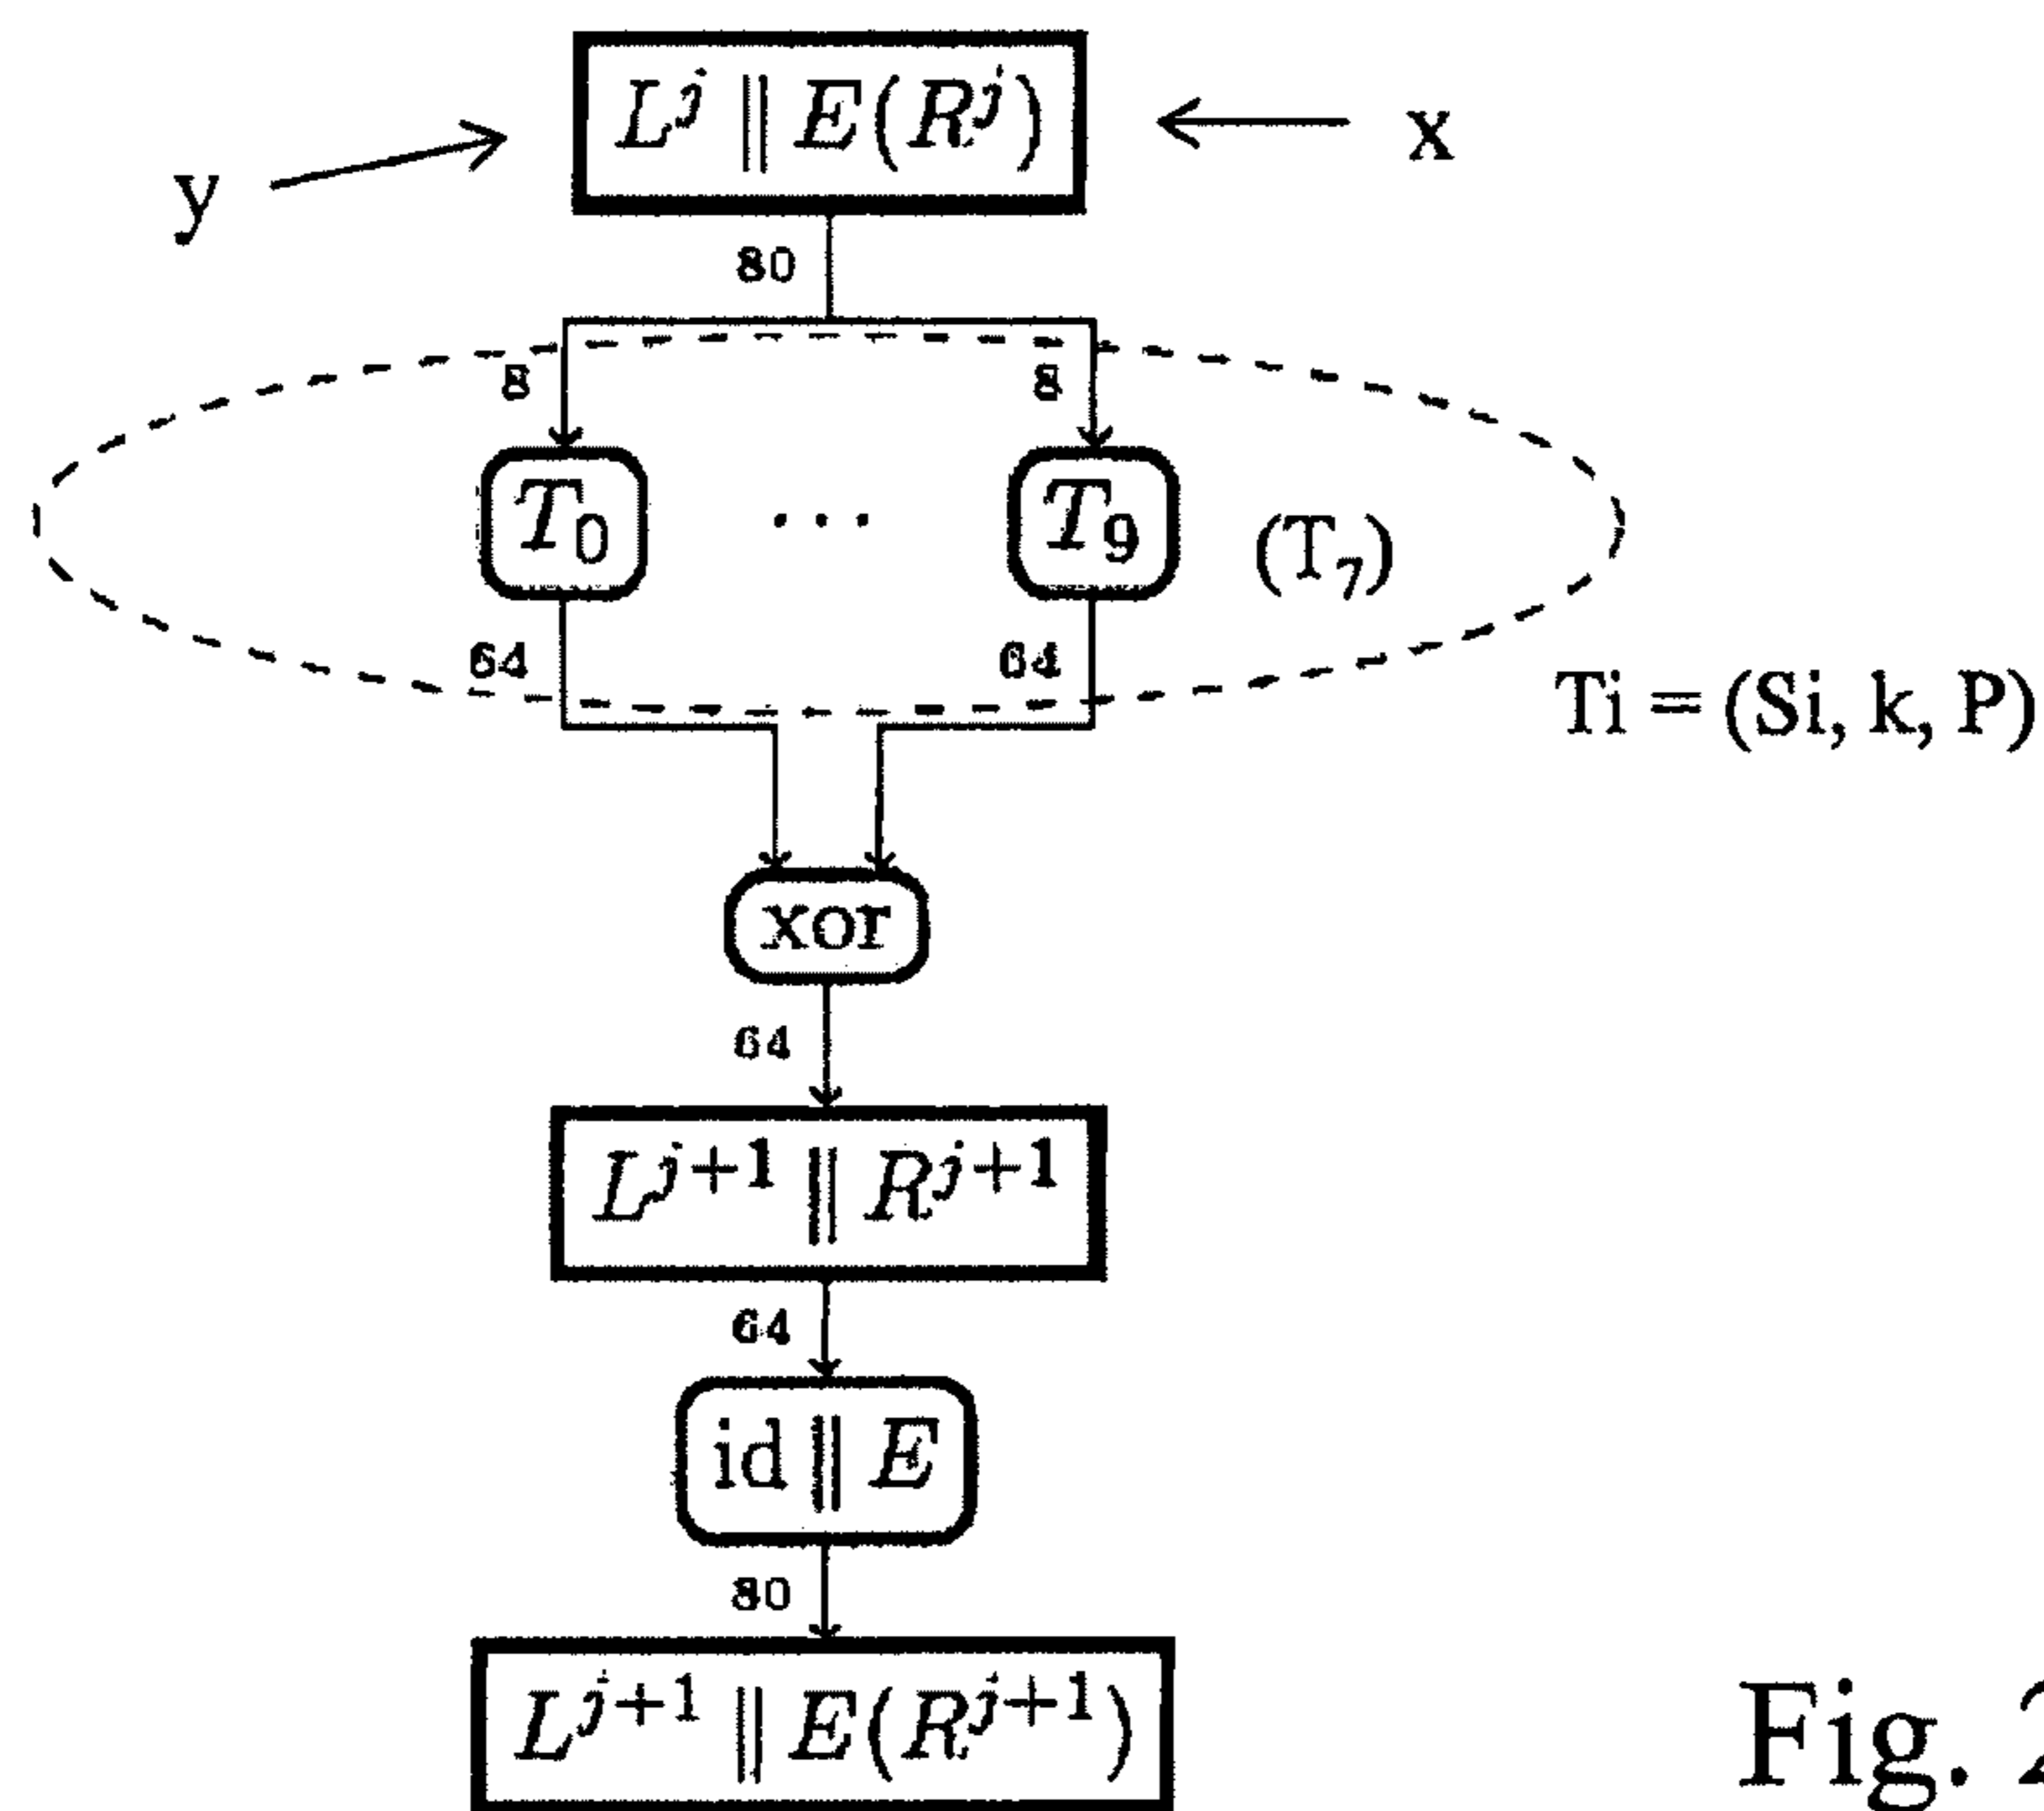 L^j || E(R^j)
x
y
80
8 8
T_0 ... T_9 (T_7)
64 64
Ti = (Si, k, P)
xor
64
L^{j+1} || R^{j+1}
64
id || E
80
L^{j+1} || E(R^{j+1})
Fig. 2